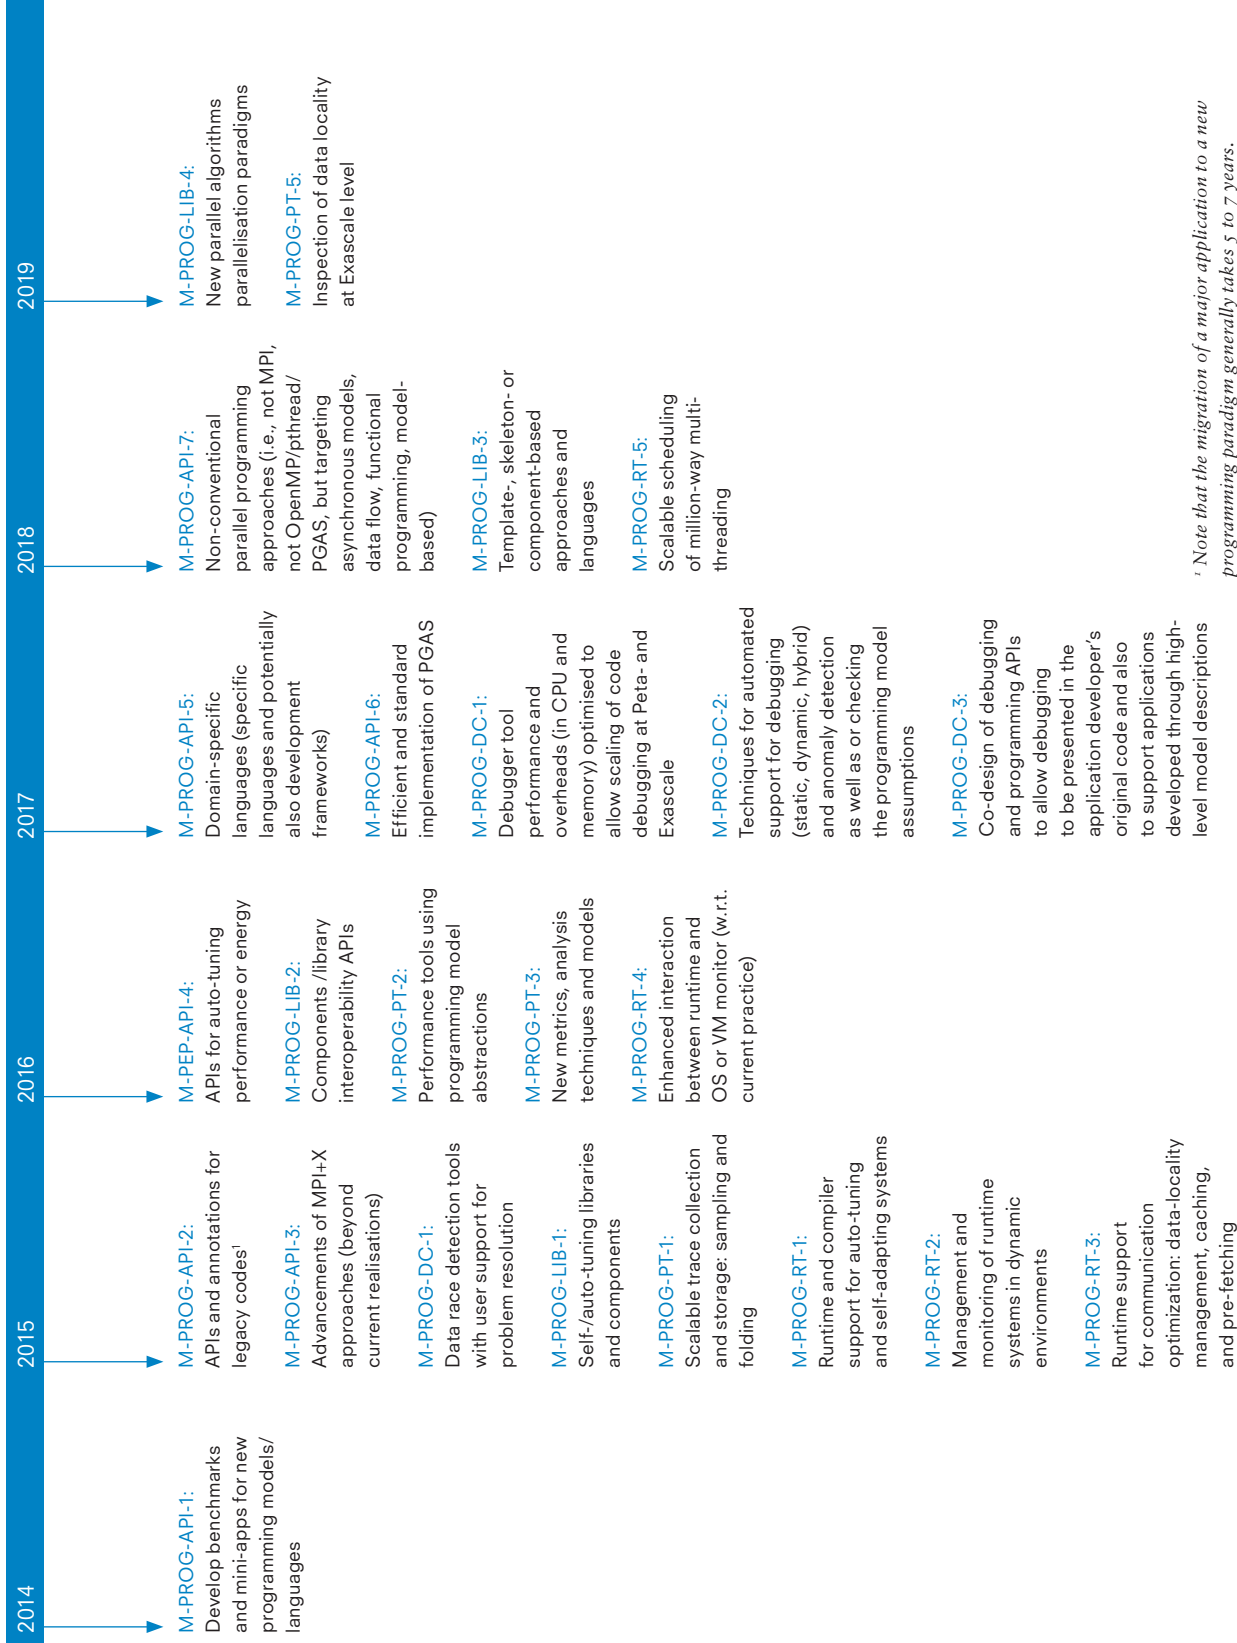 2014
M-PROG-API-1:
Develop benchmarks
and mini-apps for new
programming models/
languages
2015
M-PROG-API-2:
APIs and annotations for
legacy codes¹
M-PROG-API-3:
Advancements of MPI+X
approaches (beyond
current realisations)
M-PROG-DC-1:
Data race detection tools
with user support for
problem resolution
M-PROG-LIB-1:
Self-/auto-tuning libraries
and components
M-PROG-PT-1:
Scalable trace collection
and storage: sampling and
folding
M-PROG-RT-1:
Runtime and compiler
support for auto-tuning
and self-adapting systems
M-PROG-RT-2:
Management and
monitoring of runtime
systems in dynamic
environments
M-PROG-RT-3:
Runtime support
for communication
optimization: data-locality
management, caching,
and pre-fetching
2016
M-PEP-API-4:
APIs for auto-tuning
performance or energy
M-PROG-LIB-2:
Components /library
interoperability APIs
M-PROG-PT-2:
Performance tools using
programming model
abstractions
M-PROG-PT-3:
New metrics, analysis
techniques and models
M-PROG-RT-4:
Enhanced interaction
between runtime and
OS or VM monitor (w.r.t.
current practice)
2017
M-PROG-API-5:
Domain-specific
languages (specific
languages and potentially
also development
frameworks)
M-PROG-API-6:
Efficient and standard
implementation of PGAS
M-PROG-DC-1:
Debugger tool
performance and
overheads (in CPU and
memory) optimised to
allow scaling of code
debugging at Peta- and
Exascale
M-PROG-DC-2:
Techniques for automated
support for debugging
(static, dynamic, hybrid)
and anomaly detection
as well as or checking
the programming model
assumptions
M-PROG-DC-3:
Co-design of debugging
and programming APIs
to allow debugging
to be presented in the
application developer's
original code and also
to support applications
developed through high-
level model descriptions
2018
M-PROG-API-7:
Non-conventional
parallel programming
approaches (i.e., not MPI,
not OpenMP/pthread/
PGAS, but targeting
asynchronous models,
data flow, functional
programming, model-
based)
M-PROG-LIB-3:
Template-, skeleton- or
component-based
approaches and
languages
M-PROG-RT-5:
Scalable scheduling
of million-way multi-
threading
2019
M-PROG-LIB-4:
New parallel algorithms
parallelisation paradigms
M-PROG-PT-5:
Inspection of data locality
at Exascale level
¹ Note that the migration of a major application to a new
programming paradigm generally takes 5 to 7 years.